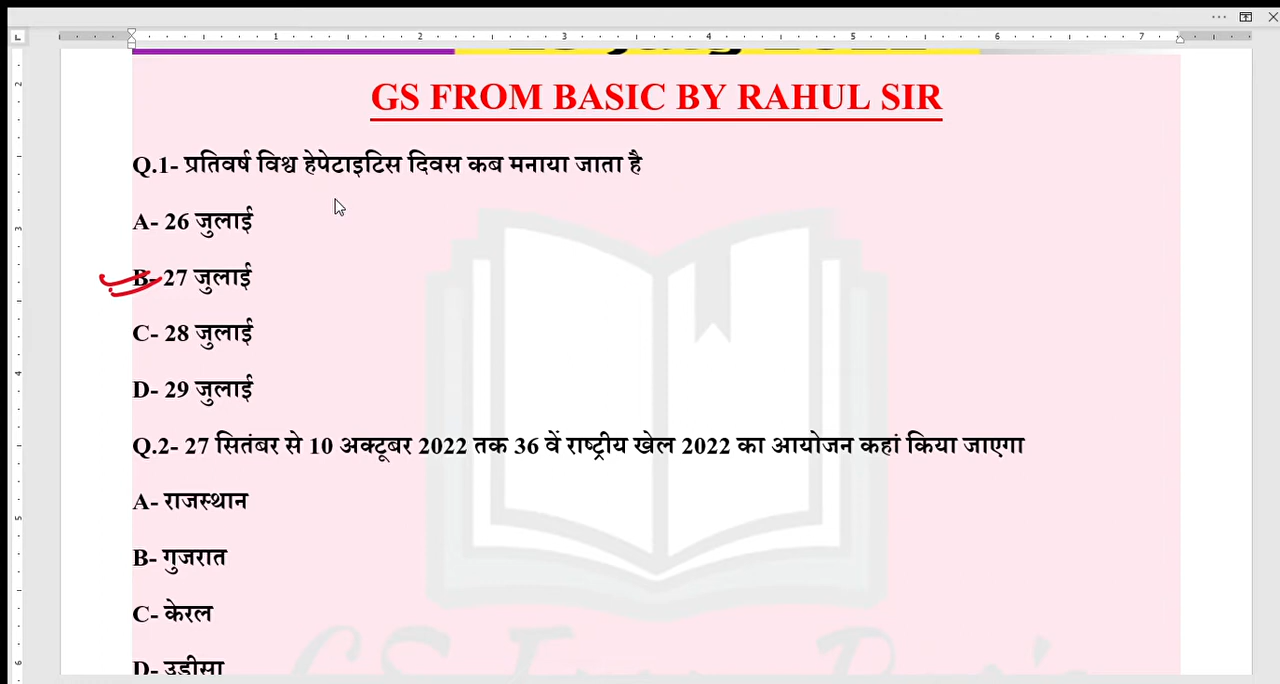 GS FROM BASIC BY RAHUL SIR
Q.1- प्रतिवर्ष विश्व हेपेटाइटिस दिवस कब मनाया जाता है
A- 26 जुलाई
B- 27 जुलाई
C- 28 जुलाई
D- 29 जुलाई
Q.2- 27 सितंबर से 10 अक्टूबर 2022 तक 36 वें राष्ट्रीय खेल 2022 का आयोजन कहां किया जाएगा
A- राजस्थान
B- गुजरात
C- केरल
D- उड़ीसा